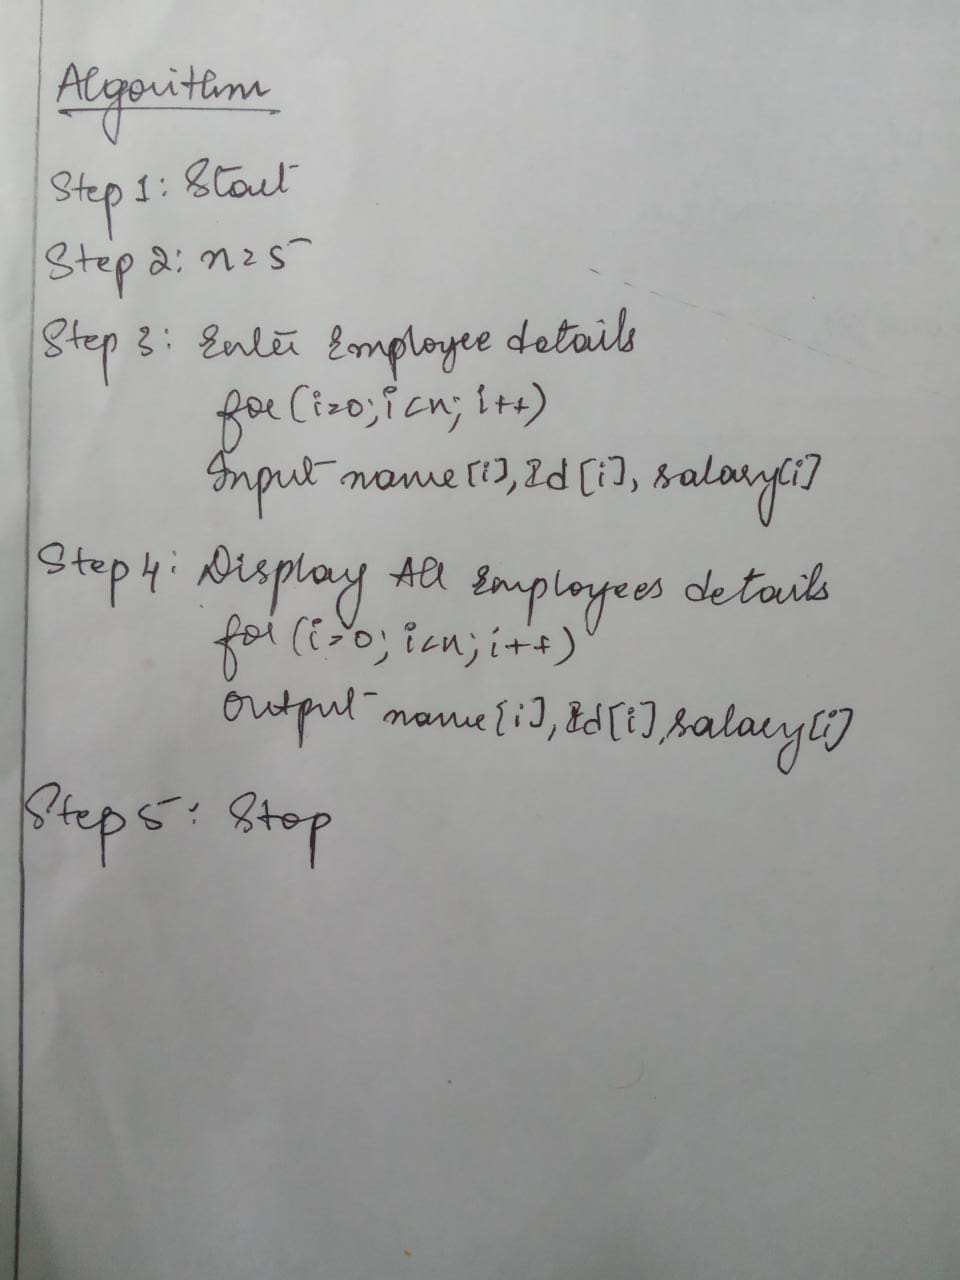 Algorithm
Step 1: Start
Step 2: n=5
Step 3: Enter Employee details
for (i=0; i<n; i++)
Input name[i], Id[i], salary[i]
Step 4: Display All Employees details
for (i=0; i<n; i++)
Output name[i], Id[i], salary[i]
Step 5: Stop